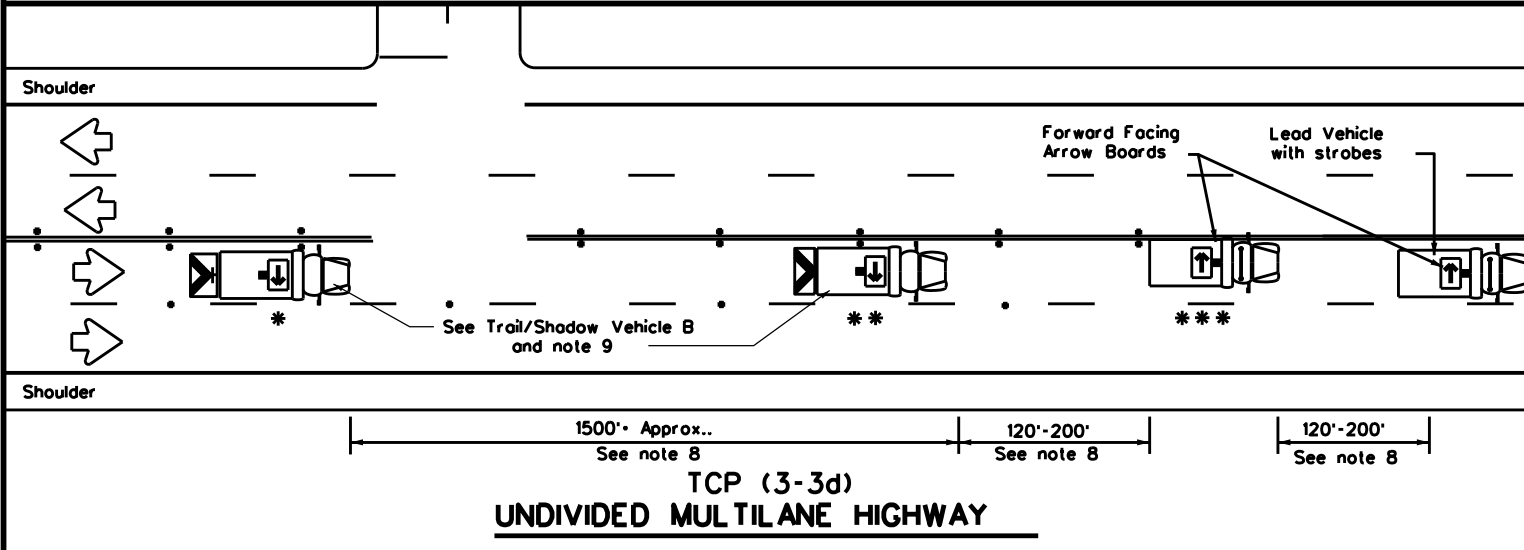 Shoulder
Forward Facing
Arrow Boards
Lead Vehicle
with strobes
*
* *
* * *
See Trail/Shadow Vehicle B
and note 9
Shoulder
1500'· Approx..
See note 8
120'-200'
See note 8
120'-200'
See note 8
TCP (3-3d)
UNDIVIDED MULTILANE HIGHWAY